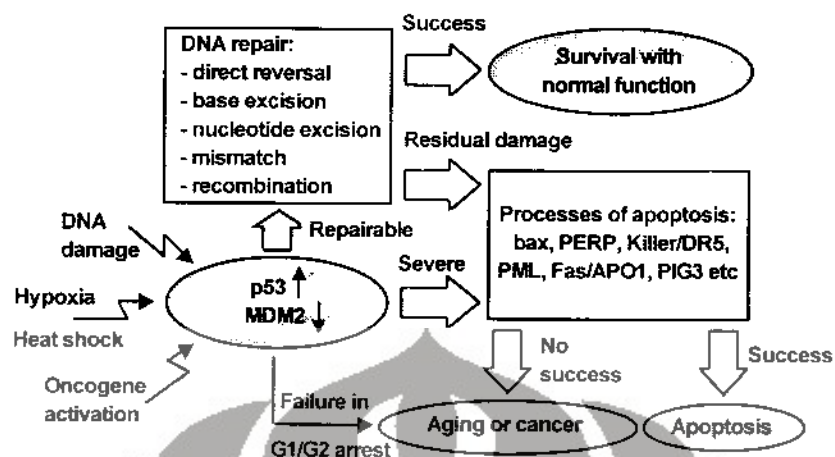 DNA repair:
- direct reversal
- base excision
- nucleotide excision
- mismatch
- recombination
Success
Survival with
normal function
Residual damage
Repairable
DNA
damage
Hypoxia
Heat shock
Oncogene
activation
p53
MDM2
Severe
Processes of apoptosis:
bax, PERP, Killer/DR5,
PML, Fas/APO1, PIG3 etc
No
success
Success
Failure in
G1/G2 arrest
Aging or cancer
Apoptosis